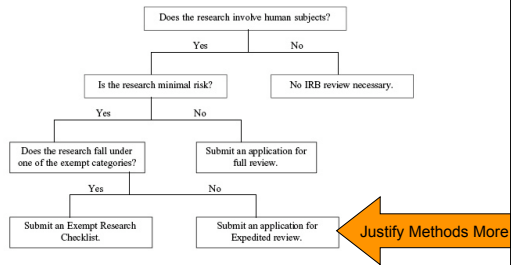 Does the research involve human subjects?
Yes
No
Is the research minimal risk?
No IRB review necessary.
Yes
No
Does the research fall under
one of the exempt categories?
Submit an application for
full review.
Yes
No
Submit an Exempt Research
Checklist.
Submit an application for
Expedited review.
Justify Methods More